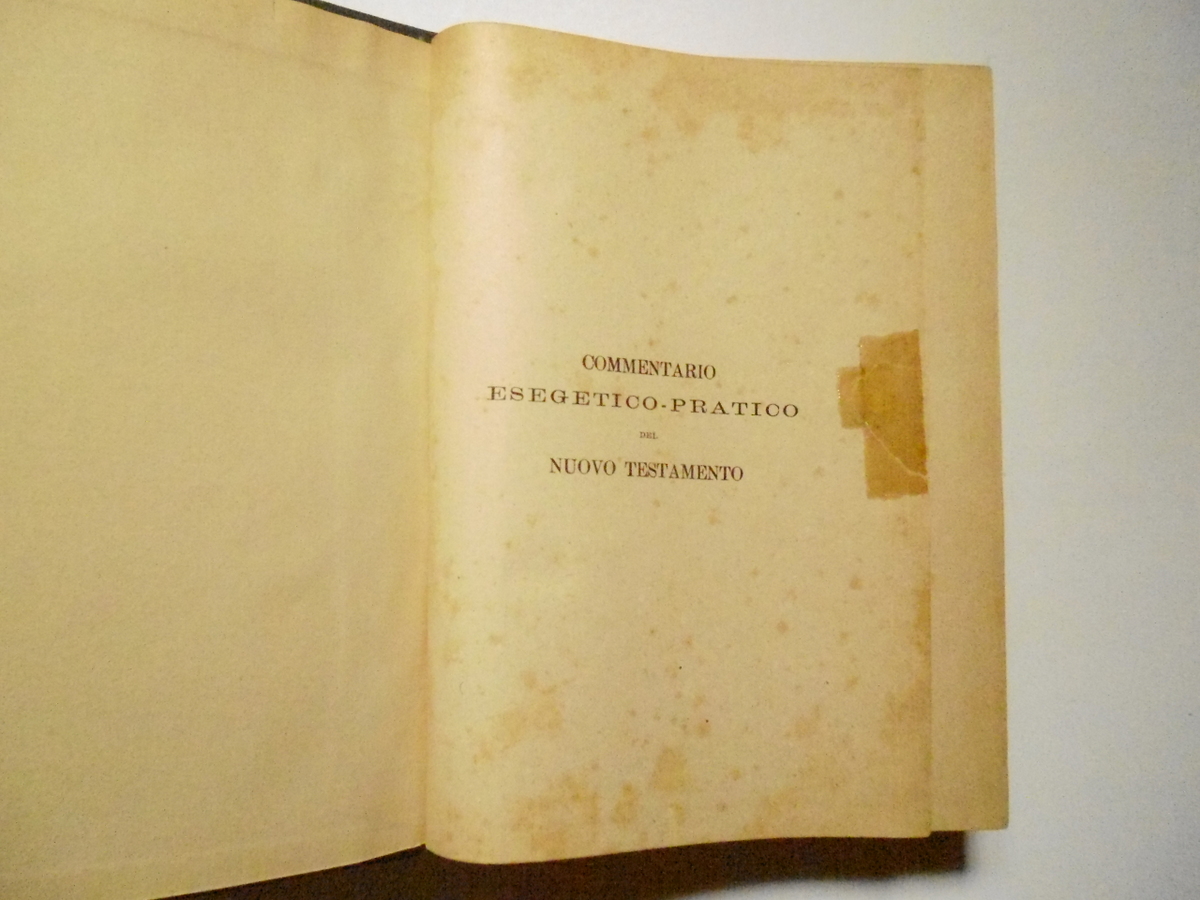 COMMENTARIO
ESEGETICO-PRATICO
DEL
NUOVO TESTAMENTO